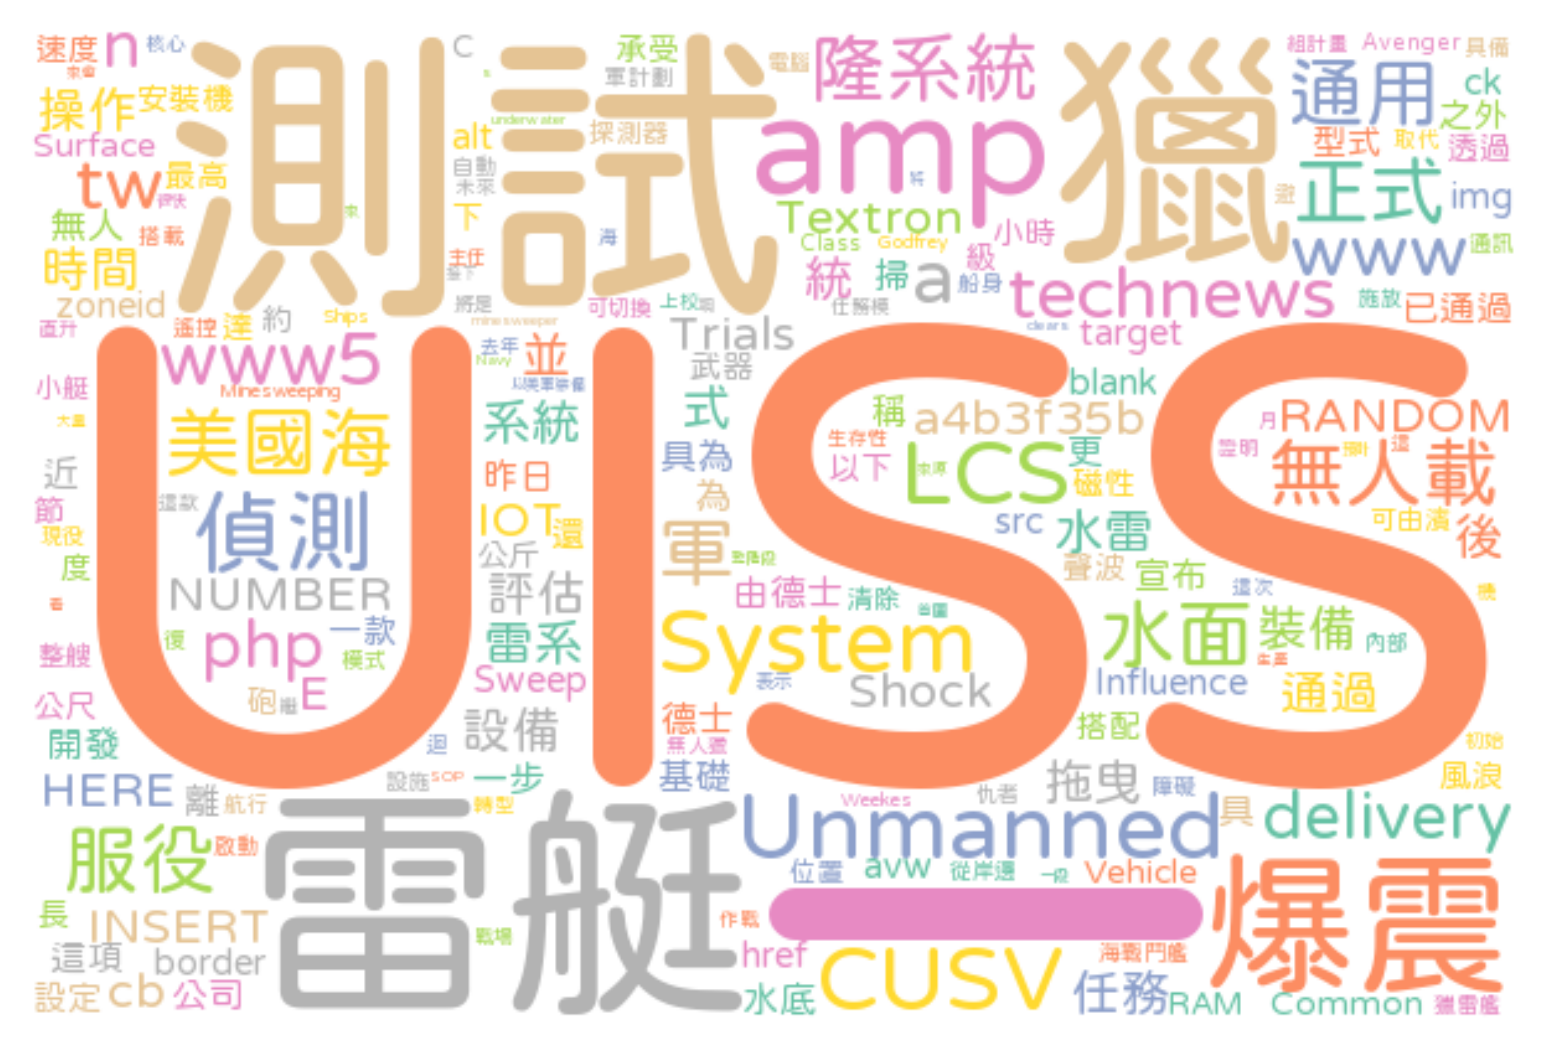 速度 n 核心 測試 C 承受 電腦 隆系統 獵 組計畫 Avenger 具備
軍計劃 通用 ck
操作 安裝機 alt underwater 探測器 amp 之外
Surface 自動 型式 取代 透過
tw 最高 未來 正式 img
無人 搭載 下 海 Textron 小時 避 www 通訊
時間 主任 Class Godfrey 級
zoneid 將是 可切換 上校 統 掃 a 船身 technews 施放 已通過
直升 遙控 達 約 Ships minesweeper Trials 任務模 clears target
UISS
www5 去年 並 武器
小艇 Minesweeping Navy blank
美國海 系統 式 稱 a4b3f35b 月 RANDOM
近 昨日 具為 生存性 以下 LCS 更 磁性 證明 這 無人載
節 這款 偵測 IOT 還 為 src 水雷 可由濱 後
現役
度 NUMBER 公斤 軍 聲波 宣布
評估 由德士 清除 這次
php 一款 雷系 System 水面 裝備 內部
整艘 復 模式 Sweep 表示 Shock Influence 通過
公尺 砲 E 設備 德士 搭配
開發 迴 基礎 初始
HERE 離 航行 設施 SOP 一步 仇者 拖曳 障礙 風浪
雷艇 轉型 Unmanned Weekes 具 delivery
服役 啟動 位置 avw 從岸邊 一段 Vehicle 爆震
長 INSERT 戰場 作戰
這項 border href CUSV 海戰鬥艦
設定 cb 公司 水底 任務 RAM Common 獵雷艦